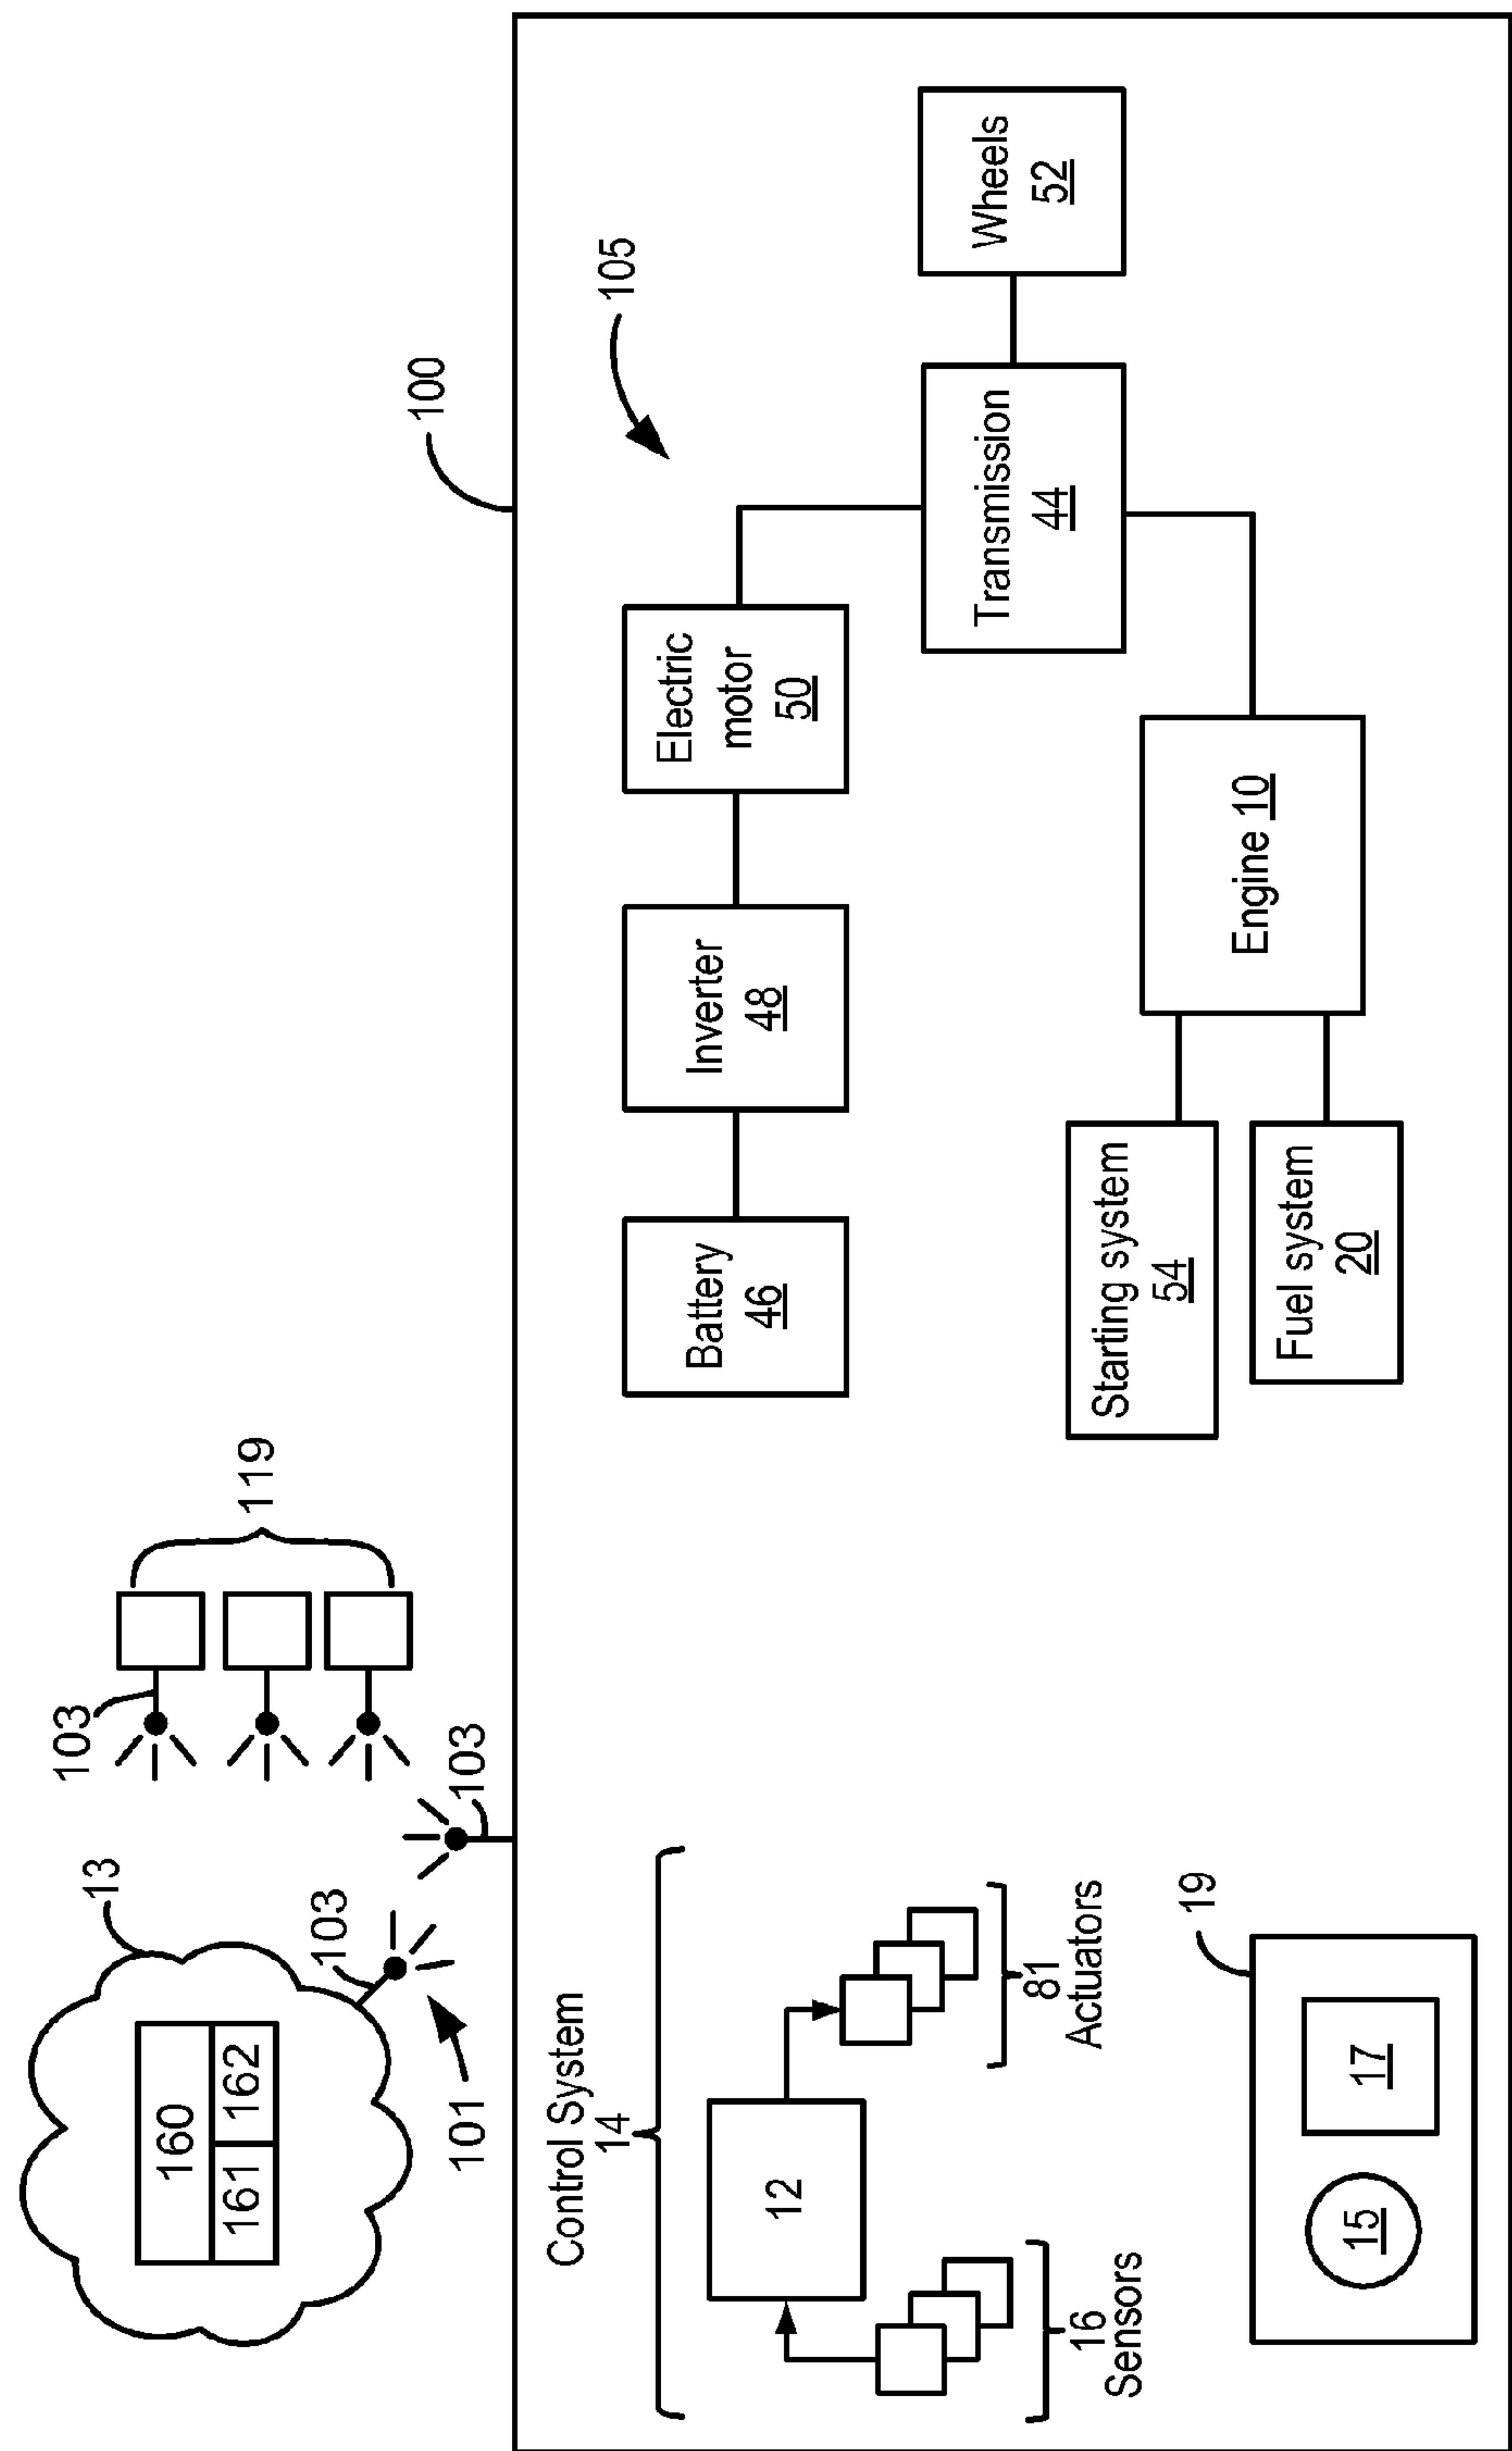 13
160
161
162
103
101
103
103
119
100
105
Control System
14
12
81
Actuators
16
Sensors
19
15
17
Battery
46
Inverter
48
Electric
motor
50
Transmission
44
Wheels
52
Starting system
54
Fuel system
20
Engine 10